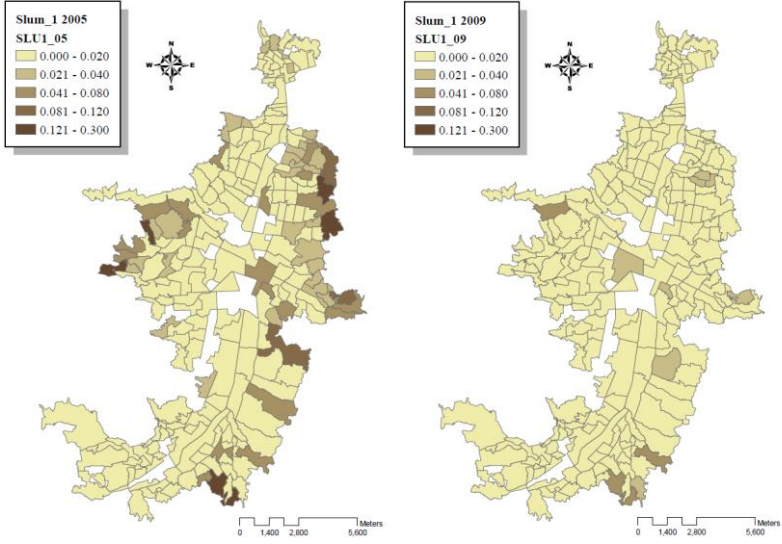 Slum_1 2005
SLU1_05
0.000 - 0.020
0.021 - 0.040
0.041 - 0.080
0.081 - 0.120
0.121 - 0.300
N
W E
S
Meters
0 1,400 2,800 5,600
Slum_1 2009
SLU1_09
0.000 - 0.020
0.021 - 0.040
0.041 - 0.080
0.081 - 0.120
0.121 - 0.300
N
W E
S
Meters
0 1,400 2,800 5,600